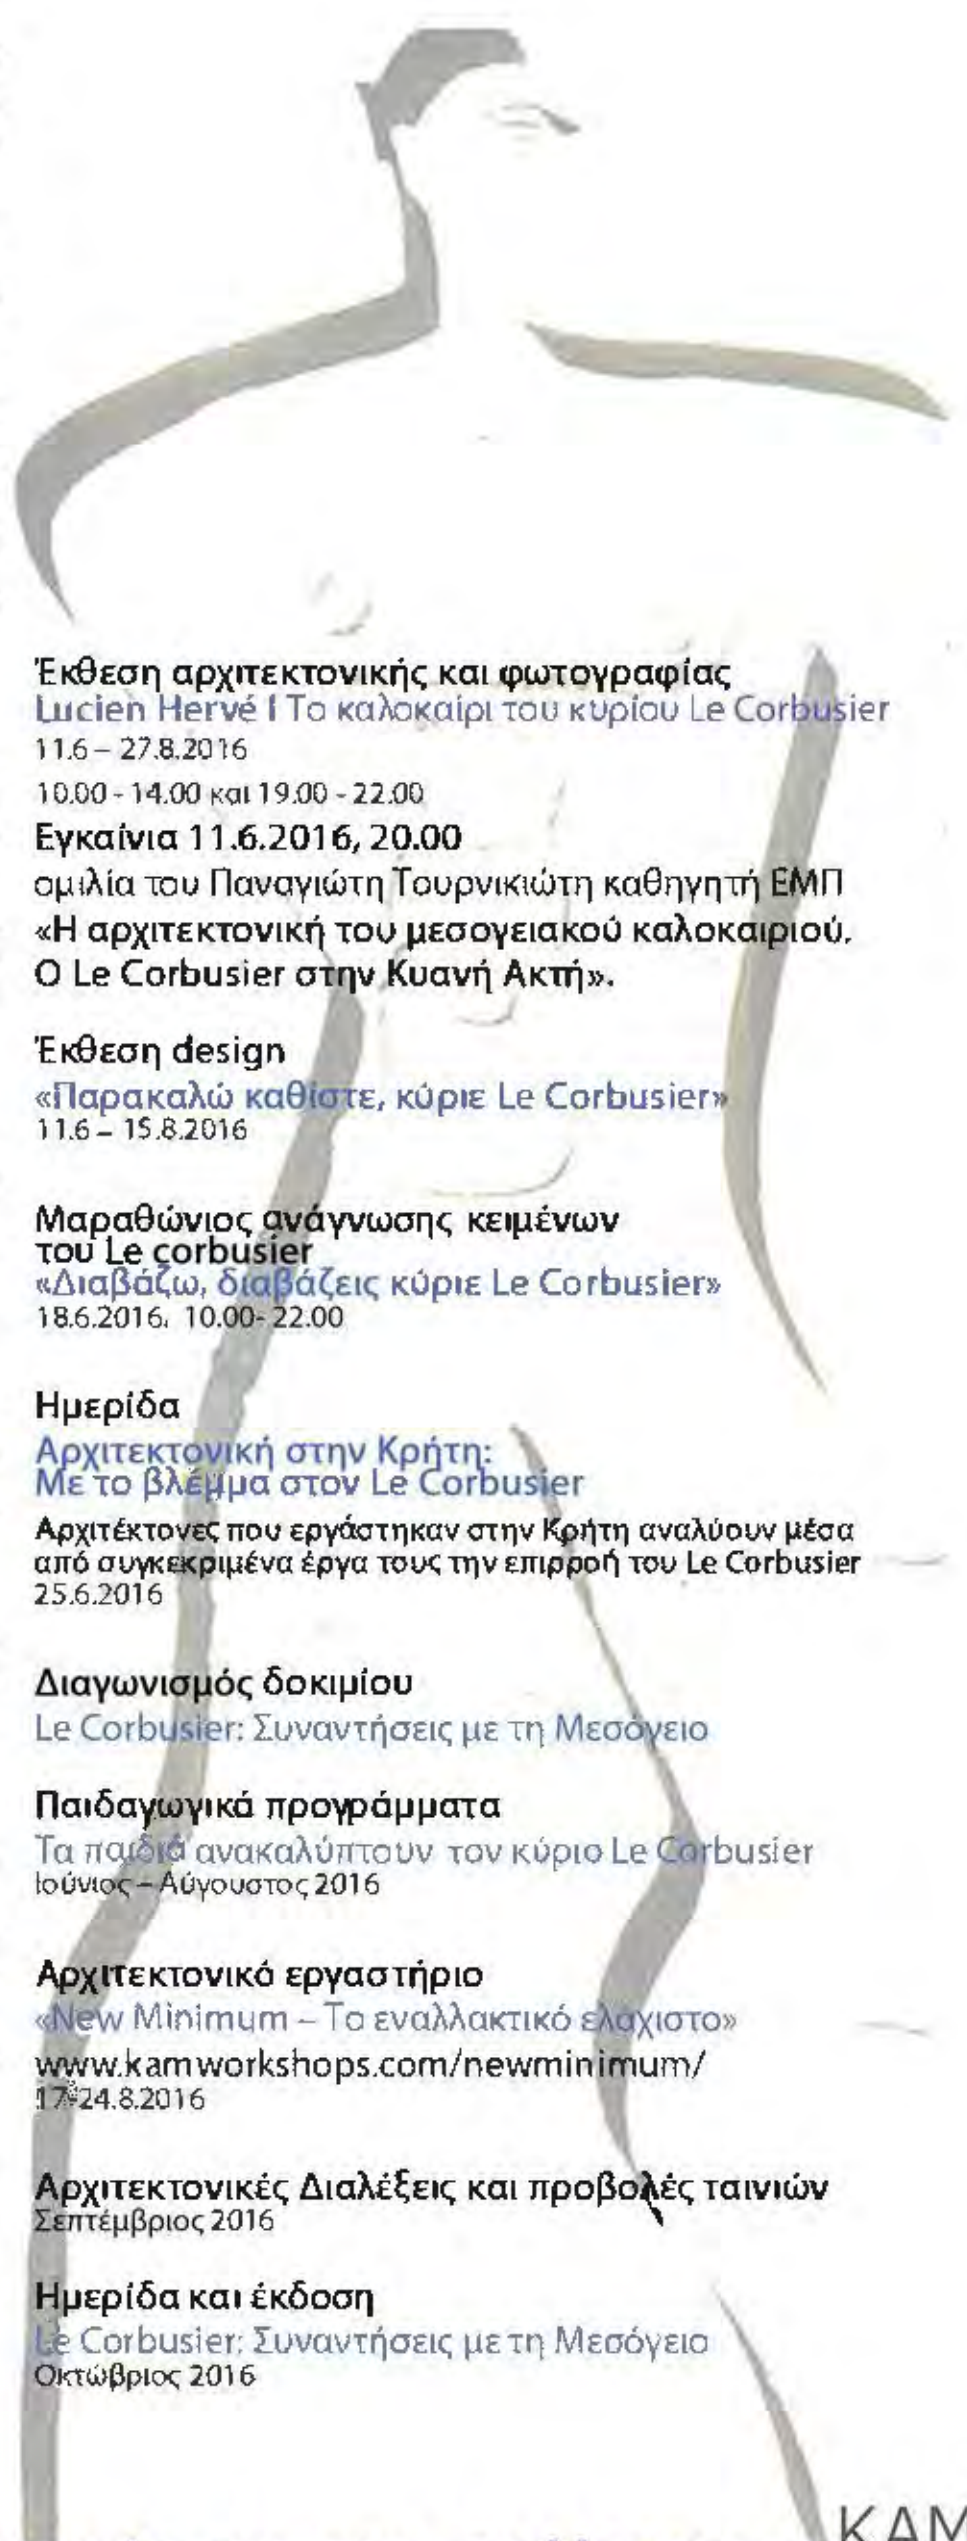 Έκθεση αρχιτεκτονικής και φωτογραφίας
Lucien Hervé Ι Το καλοκαίρι του κυρίου Le Corbusier
11.6 – 27.8.2016
10.00 - 14.00 και 19.00 - 22.00
Εγκαίνια 11.6.2016, 20.00
ομιλία του Παναγιώτη Τουρνικιώτη καθηγητή ΕΜΠ
«Η αρχιτεκτονική του μεσογειακού καλοκαιριού.
Ο Le Corbusier στην Κυανή Ακτή».
Έκθεση design
«Παρακαλώ καθίστε, κύριε Le Corbusier»
11.6 – 15.8.2016
Μαραθώνιος ανάγνωσης κειμένων
του Le corbusier
«Διαβάζω, διαβάζεις κύριε Le Corbusier»
18.6.2016, 10.00- 22.00
Ημερίδα
Αρχιτεκτονική στην Κρήτη:
Με το βλέμμα στον Le Corbusier
Αρχιτέκτονες που εργάστηκαν στην Κρήτη αναλύουν μέσα
από συγκεκριμένα έργα τους την επιρροή του Le Corbusier
25.6.2016
Διαγωνισμός δοκιμίου
Le Corbusier: Συναντήσεις με τη Μεσόγειο
Παιδαγωγικά προγράμματα
Τα παιδιά ανακαλύπτουν τον κύριο Le Corbusier
Ιούνιος – Αύγουστος 2016
Αρχιτεκτονικό εργαστήριο
«New Minimum – Το εναλλακτικό ελάχιστο»
www.kamworkshops.com/newminimum/
17-24.8.2016
Αρχιτεκτονικές Διαλέξεις και προβολές ταινιών
Σεπτέμβριος 2016
Ημερίδα και έκδοση
Le Corbusier: Συναντήσεις με τη Μεσόγειο
Οκτώβριος 2016
ΚΑΜ